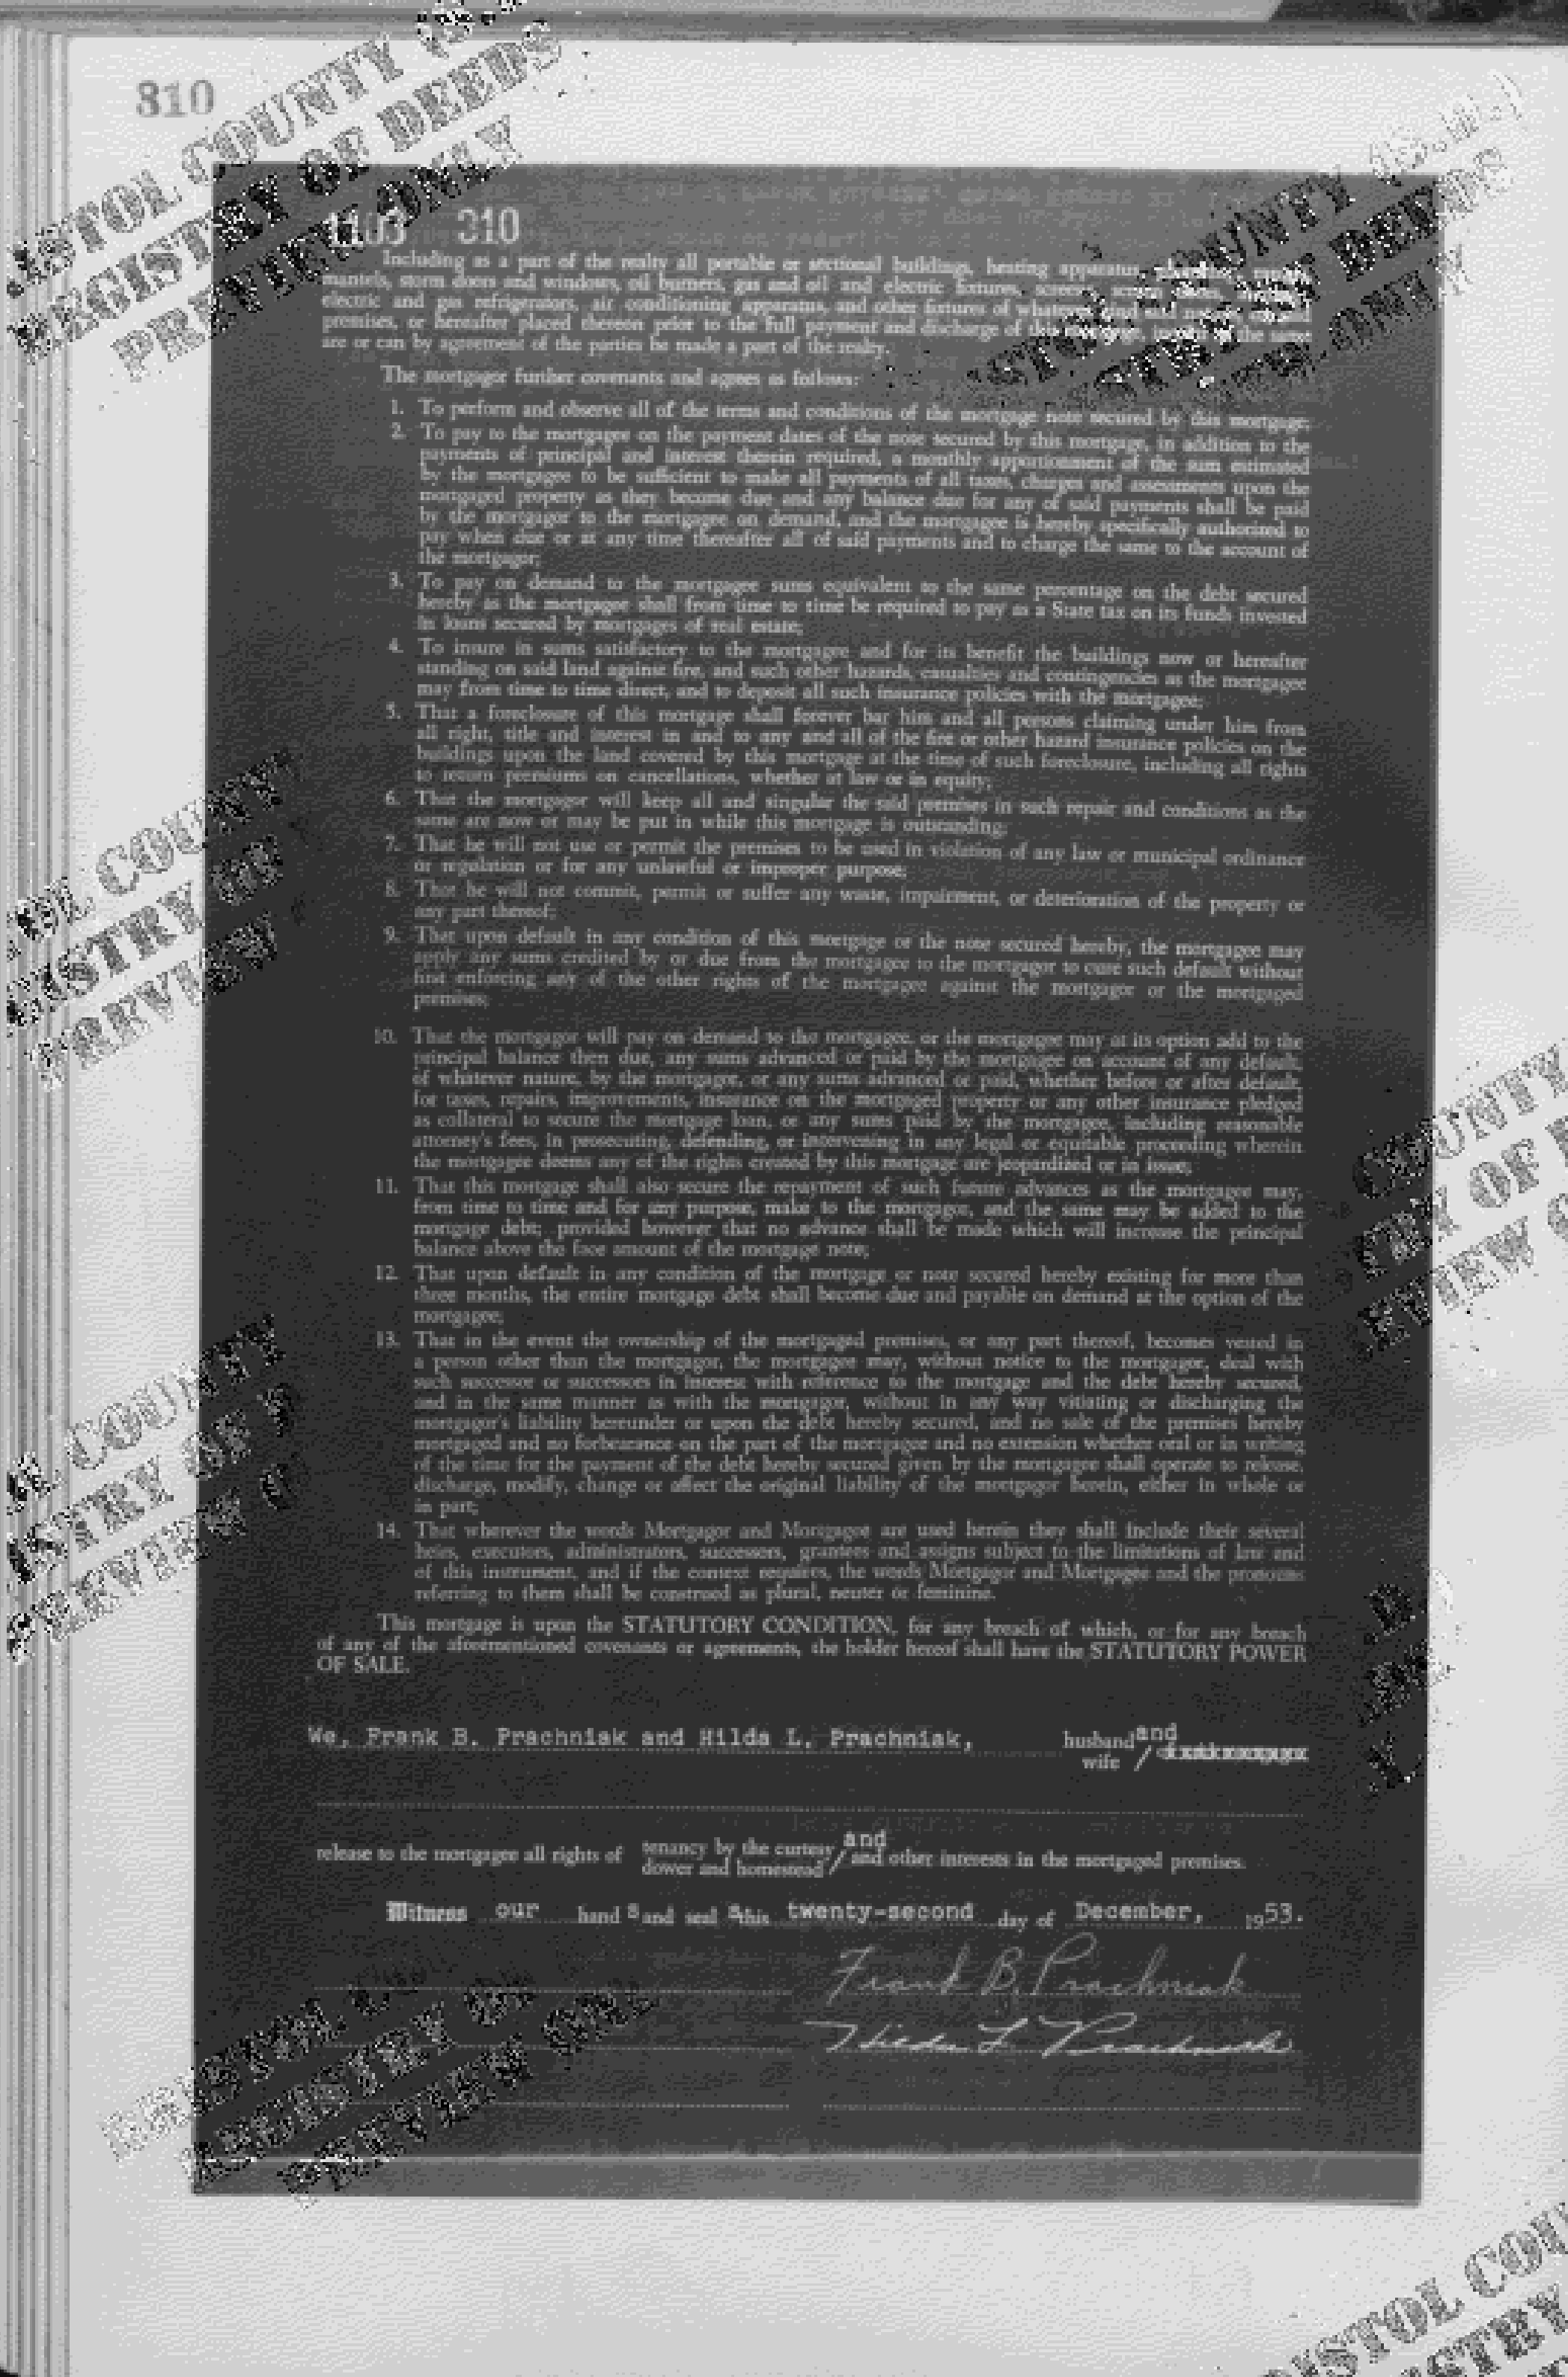 310
1103 310
Including as a part of the realty all portable or sectional buildings, heating apparatus,
mantels, storm doors and windows, oil burners, gas and oil and electric fixtures, screens,
electric and gas refrigerators, air conditioning apparatus, and other fixtures of whatever kind and
premises, or hereafter placed thereon prior to the full payment and discharge of this mortgage, the same
are or can by agreement of the parties be made a part of the realty.
The mortgagor further covenants and agrees as follows:
1. To perform and observe all of the terms and conditions of the mortgage note secured by this mortgage;
2. To pay to the mortgagee on the payment dates of the note secured by this mortgage, in addition to the
payments of principal and interest therein required, a monthly apportionment of the sum estimated
by the mortgagee to be sufficient to make all payments of all taxes, charges and assessments upon the
mortgaged property as they become due and any balance due for any of said payments shall be paid
by the mortgagor to the mortgagee on demand, and the mortgagee is hereby specifically authorized to
pay when due or at any time thereafter all of said payments and to charge the same to the account of
the mortgagor;
3. To pay on demand to the mortgagee sums equivalent to the same percentage on the debt secured
hereby as the mortgagee shall from time to time be required to pay as a State tax on its funds invested
in loans secured by mortgages of real estate;
4. To insure in sums satisfactory to the mortgagee and for its benefit the buildings now or hereafter
standing on said land against fire, and such other hazards, casualties and contingencies as the mortgagee
may from time to time direct, and to deposit all such insurance policies with the mortgagee;
5. That a foreclosure of this mortgage shall forever bar him and all persons claiming under him from
all right, title and interest in and to any and all of the fire or other hazard insurance policies on the
buildings upon the land covered by this mortgage at the time of such foreclosure, including all rights
to return premiums on cancellations, whether at law or in equity;
6. That the mortgagor will keep all and singular the said premises in such repair and conditions as the
same are now or may be put in while this mortgage is outstanding;
7. That he will not use or permit the premises to be used in violation of any law or municipal ordinance
or regulation or for any unlawful or improper purpose;
8. That he will not commit, permit or suffer any waste, impairment, or deterioration of the property or
any part thereof;
9. That upon default in any condition of this mortgage or the note secured hereby, the mortgagee may
apply any sums credited by or due from the mortgagee to the mortgagor to cure such default without
first enforcing any of the other rights of the mortgagee against the mortgagor or the mortgaged
premises;
10. That the mortgagor will pay on demand to the mortgagee, or the mortgagee may at its option add to the
principal balance then due, any sums advanced or paid by the mortgagee on account of any default,
of whatever nature, by the mortgagor, or any sums advanced or paid, whether before or after default,
for taxes, repairs, improvements, insurance on the mortgaged property or any other insurance pledged
as collateral to secure the mortgage loan, or any sums paid by the mortgagee, including reasonable
attorney's fees, in prosecuting, defending, or intervening in any legal or equitable proceeding wherein
the mortgagee deems any of the rights created by this mortgage are jeopardized or in issue;
11. That this mortgage shall also secure the repayment of such future advances as the mortgagee may,
from time to time and for any purpose, make to the mortgagor, and the same may be added to the
mortgage debt; provided however that no advance shall be made which will increase the principal
balance above the face amount of the mortgage note;
12. That upon default in any condition of the mortgage or note secured hereby existing for more than
three months, the entire mortgage debt shall become due and payable on demand at the option of the
mortgagee;
13. That in the event the ownership of the mortgaged premises, or any part thereof, becomes vested in
a person other than the mortgagor, the mortgagee may, without notice to the mortgagor, deal with
such successor or successors in interest with reference to the mortgage and the debt hereby secured,
and in the same manner as with the mortgagor, without in any way vitiating or discharging the
mortgagor's liability hereunder or upon the debt hereby secured, and no sale of the premises hereby
mortgaged and no forbearance on the part of the mortgagee and no extension whether oral or in writing
of the time for the payment of the debt hereby secured given by the mortgagee shall operate to release,
discharge, modify, change or affect the original liability of the mortgagor herein, either in whole or
in part;
14. That wherever the words Mortgagor and Mortgagee are used herein they shall include their several
heirs, executors, administrators, successors, grantees and assigns subject to the limitations of law and
of this instrument, and if the context requires, the words Mortgagor and Mortgagee and the pronouns
referring to them shall be construed as plural, neuter or feminine.
This mortgage is upon the STATUTORY CONDITION, for any breach of which, or for any breach
of any of the aforementioned covenants or agreements, the holder hereof shall have the STATUTORY POWER
OF SALE.
We, Frank B. Prachniak and Hilda L. Prachniak, husband and
wife /
release to the mortgagee all rights of tenancy by the curtesy and
dower and homestead / and other interests in the mortgaged premises.
Witness our hand s and seal s this twenty-second day of December, 1953.
Frank B. Prachniak
Hilda L Prachniak
BRISTOL COUNTY (S.D.)
REGISTRY OF DEEDS
PREVIEW ONLY